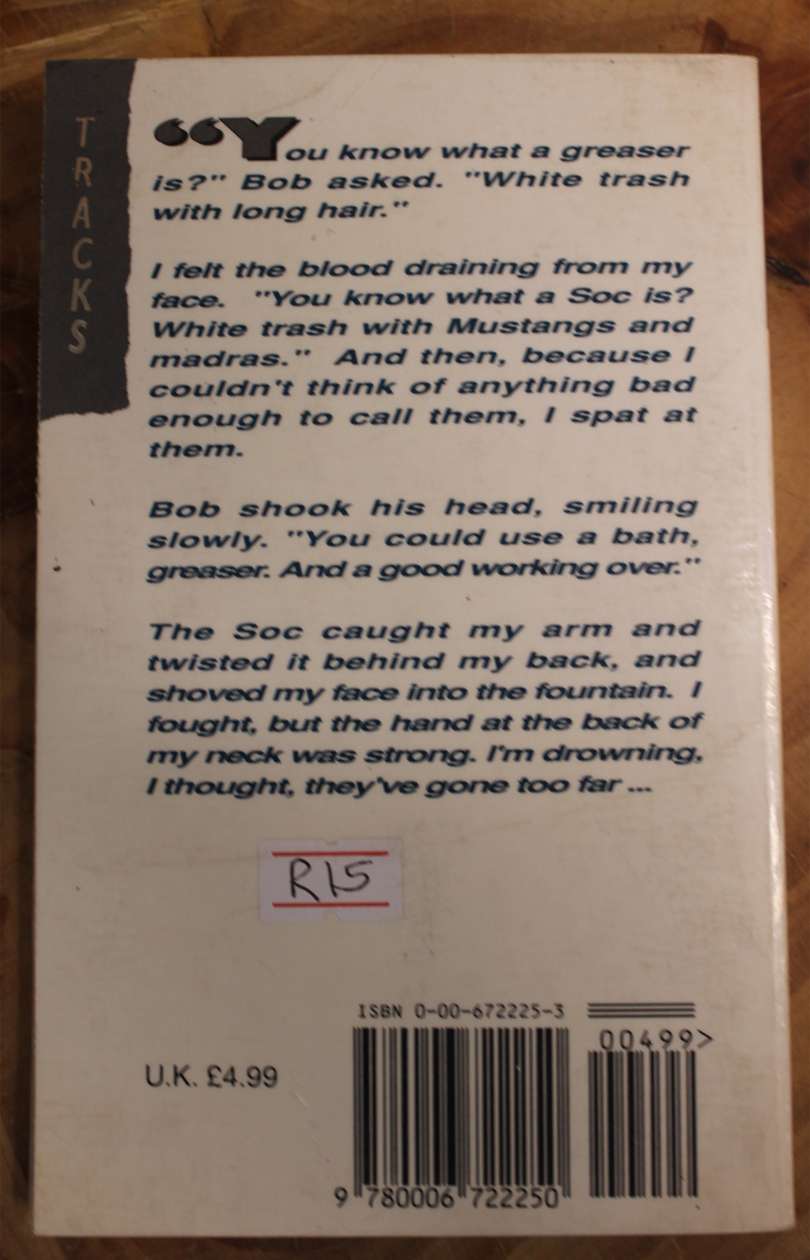 TRACKS
“You know what a greaser
is?" Bob asked. "White trash
with long hair."
I felt the blood draining from my
face. "You know what a Soc is?
White trash with Mustangs and
madras." And then, because I
couldn't think of anything bad
enough to call them, I spat at
them.
Bob shook his head, smiling
slowly. "You could use a bath,
greaser. And a good working over."
The Soc caught my arm and
twisted it behind my back, and
shoved my face into the fountain. I
fought, but the hand at the back of
my neck was strong. I'm drowning,
I thought, they've gone too far ...
R15
ISBN 0-00-672225-3
00499>
U.K. £4.99
9 780006 722250